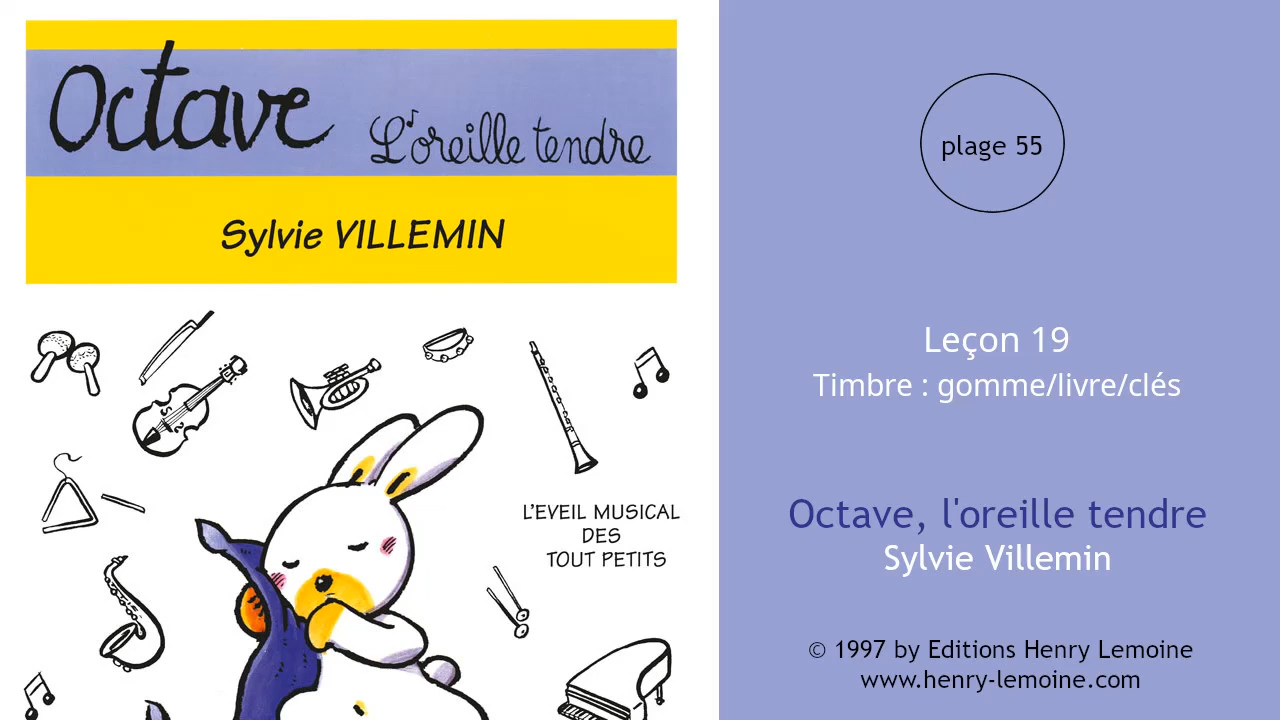 Octave
L'oreille tendre
Sylvie VILLEMIN
L'EVEIL MUSICAL
DES
TOUT PETITS
plage 55
Leçon 19
Timbre : gomme/livre/clés
Octave, l'oreille tendre
Sylvie Villemin
© 1997 by Editions Henry Lemoine
www.henry-lemoine.com